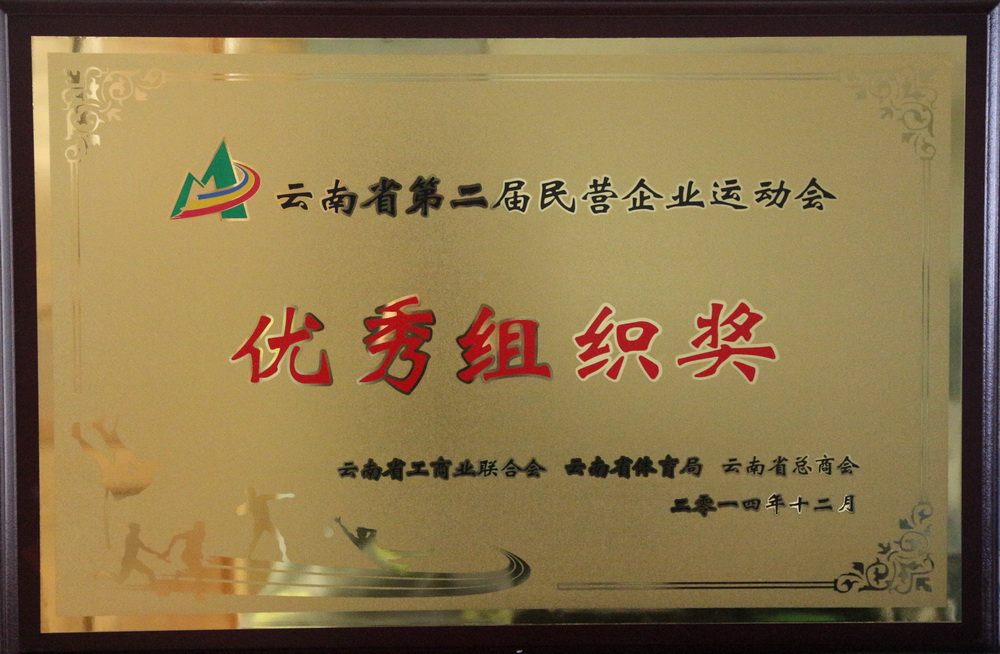 云南省第二届民营企业运动会
优秀组织奖
云南省工商业联合会 云南省体育局 云南省总商会
二零一四年十二月